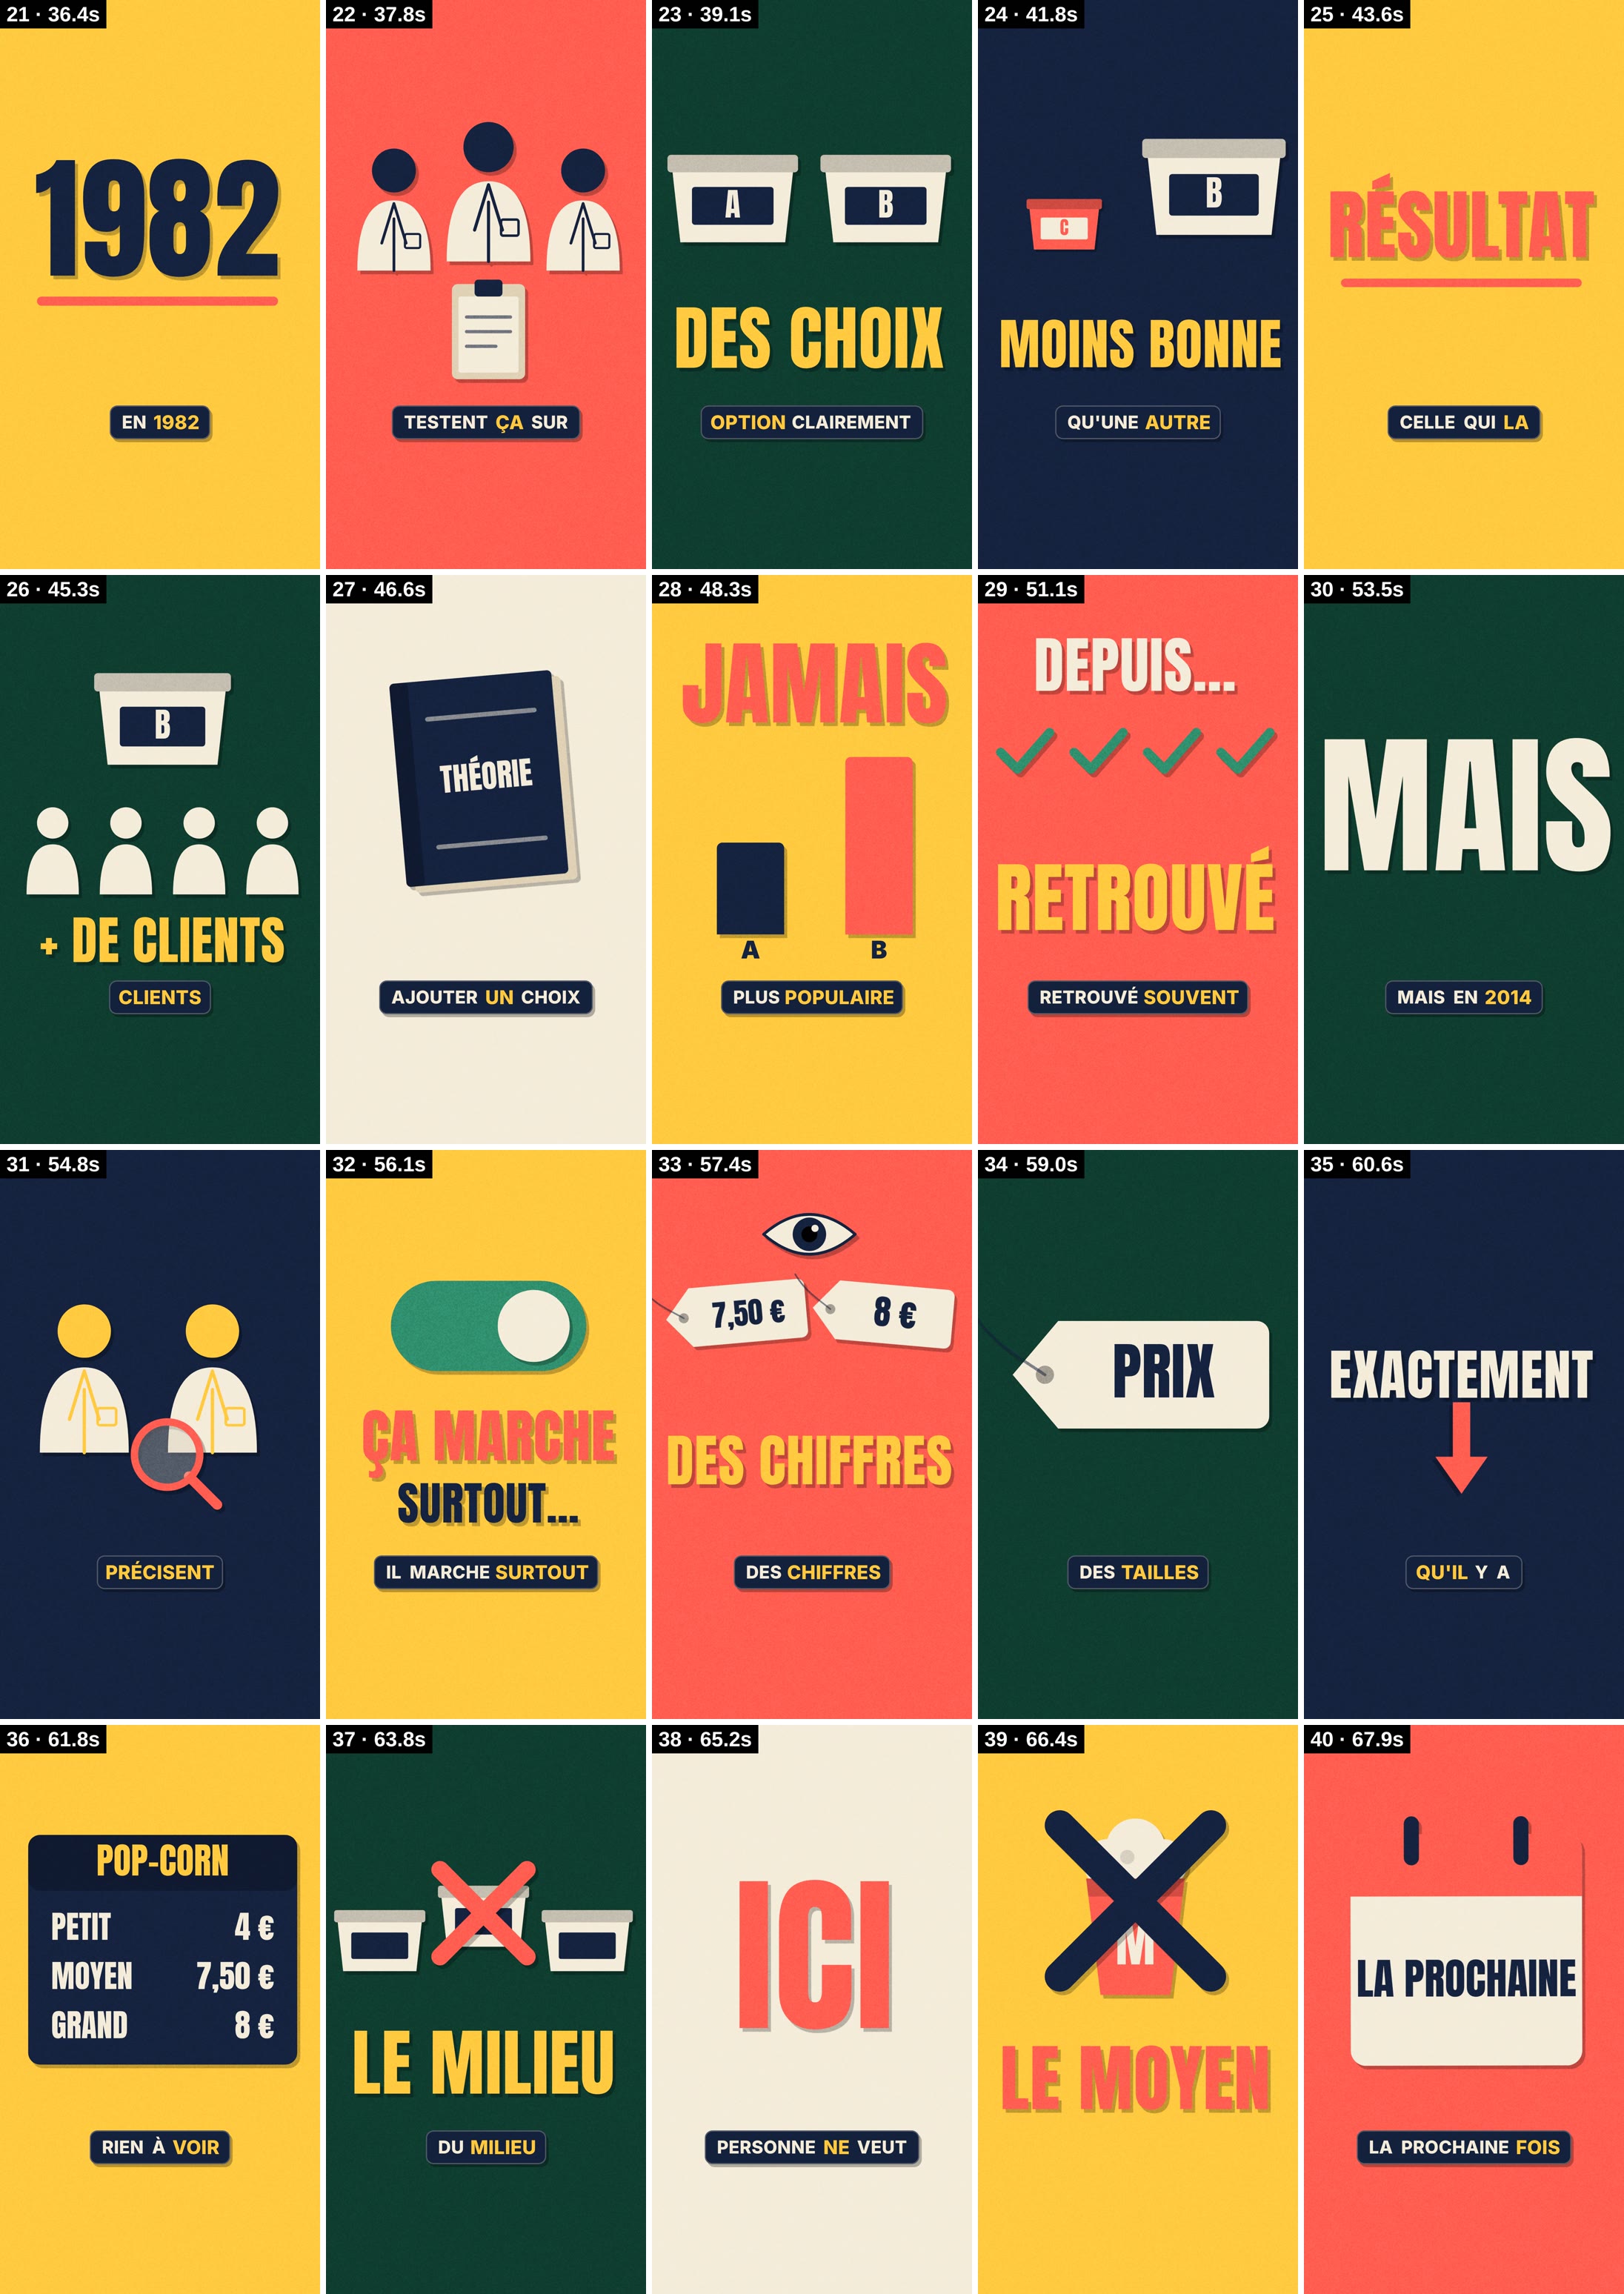 21 · 36.4s
1982
EN 1982
22 · 37.8s
TESTENT ÇA SUR
23 · 39.1s
A
B
DES CHOIX
OPTION CLAIREMENT
24 · 41.8s
B
C
MOINS BONNE
QU'UNE AUTRE
25 · 43.6s
RÉSULTAT
CELLE QUI LA
26 · 45.3s
B
+ DE CLIENTS
CLIENTS
27 · 46.6s
THÉORIE
AJOUTER UN CHOIX
28 · 48.3s
JAMAIS
A
B
PLUS POPULAIRE
29 · 51.1s
DEPUIS...
RETROUVÉ
RETROUVÉ SOUVENT
30 · 53.5s
MAIS
MAIS EN 2014
31 · 54.8s
PRÉCISENT
32 · 56.1s
ÇA MARCHE
SURTOUT...
IL MARCHE SURTOUT
33 · 57.4s
7,50 €
8 €
DES CHIFFRES
DES CHIFFRES
34 · 59.0s
PRIX
DES TAILLES
35 · 60.6s
EXACTEMENT
QU'IL Y A
36 · 61.8s
POP-CORN
PETIT 4 €
MOYEN 7,50 €
GRAND 8 €
RIEN À VOIR
37 · 63.8s
LE MILIEU
DU MILIEU
38 · 65.2s
ICI
PERSONNE NE VEUT
39 · 66.4s
M
LE MOYEN
40 · 67.9s
LA PROCHAINE
LA PROCHAINE FOIS